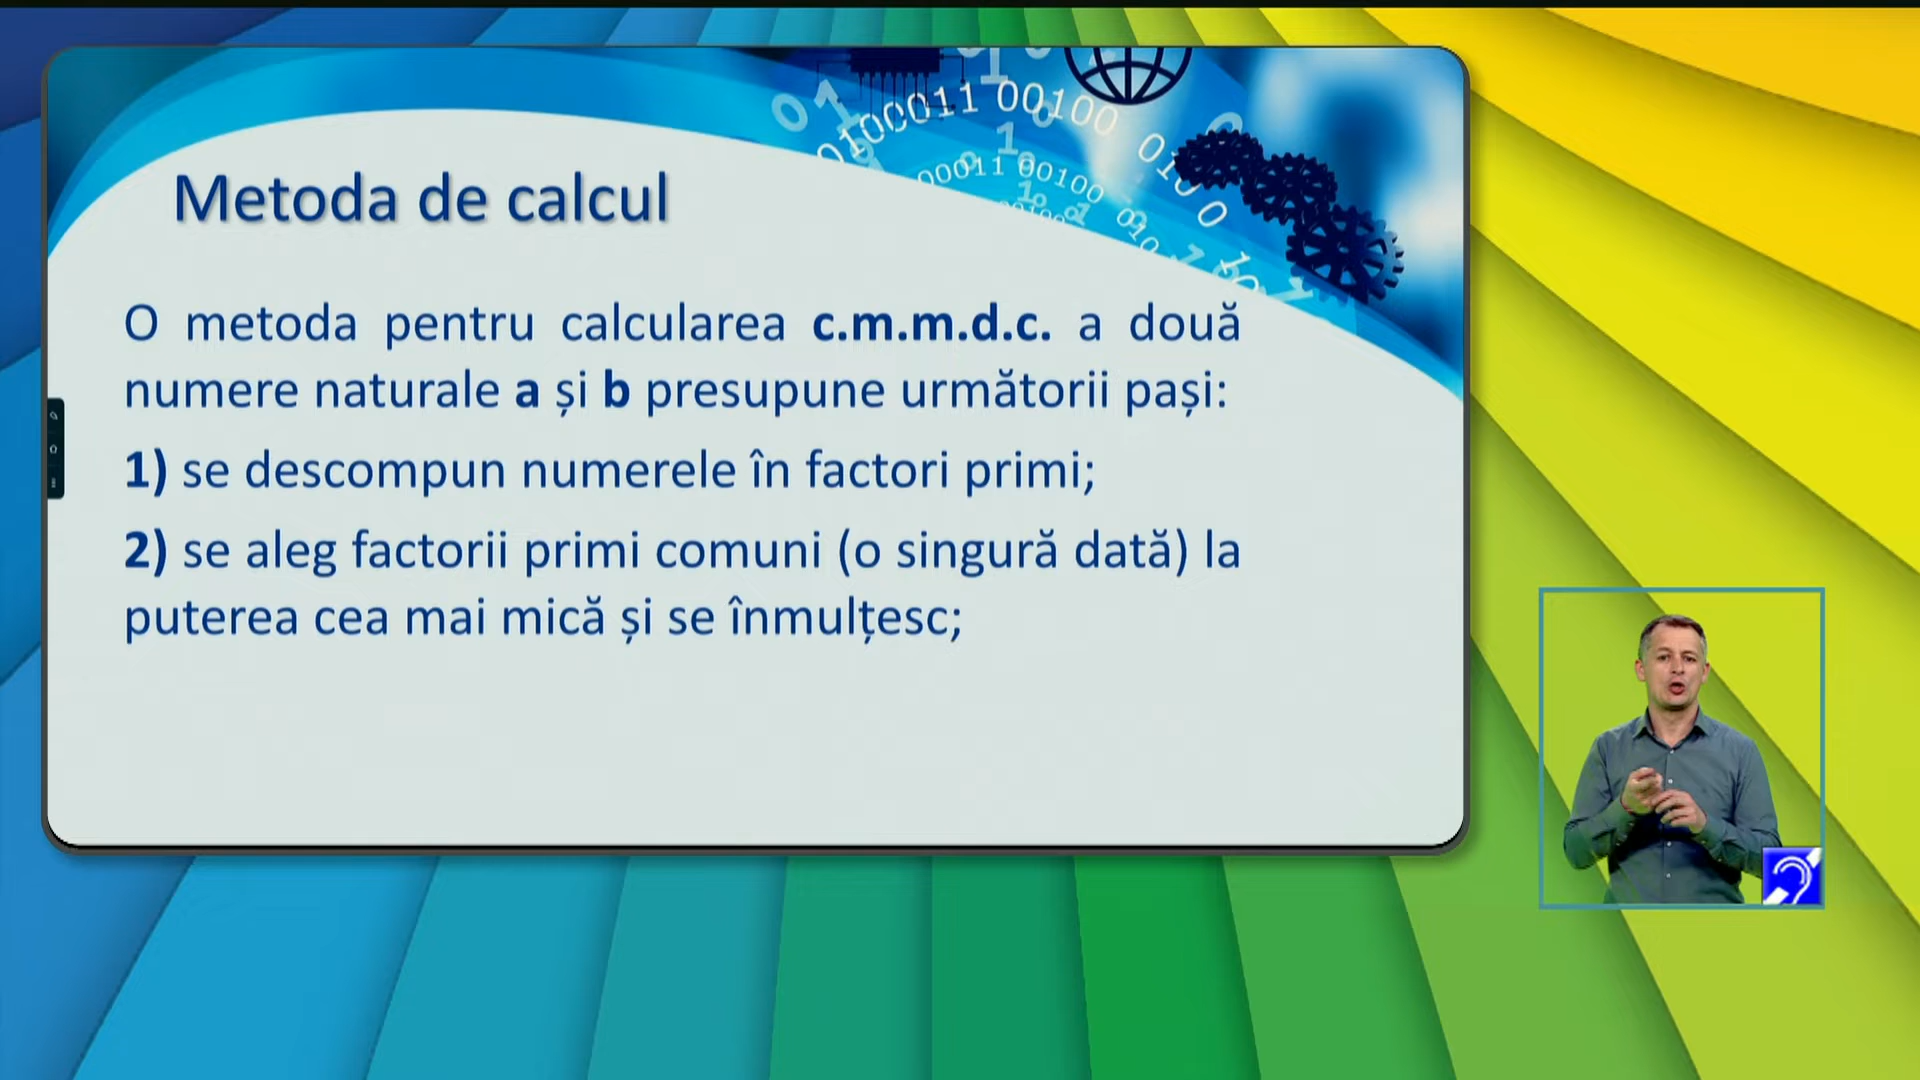 Metoda de calcul
O metoda pentru calcularea c.m.m.d.c. a două
numere naturale a și b presupune următorii pași:
1) se descompun numerele în factori primi;
2) se aleg factorii primi comuni (o singură dată) la
puterea cea mai mică și se înmulțesc;